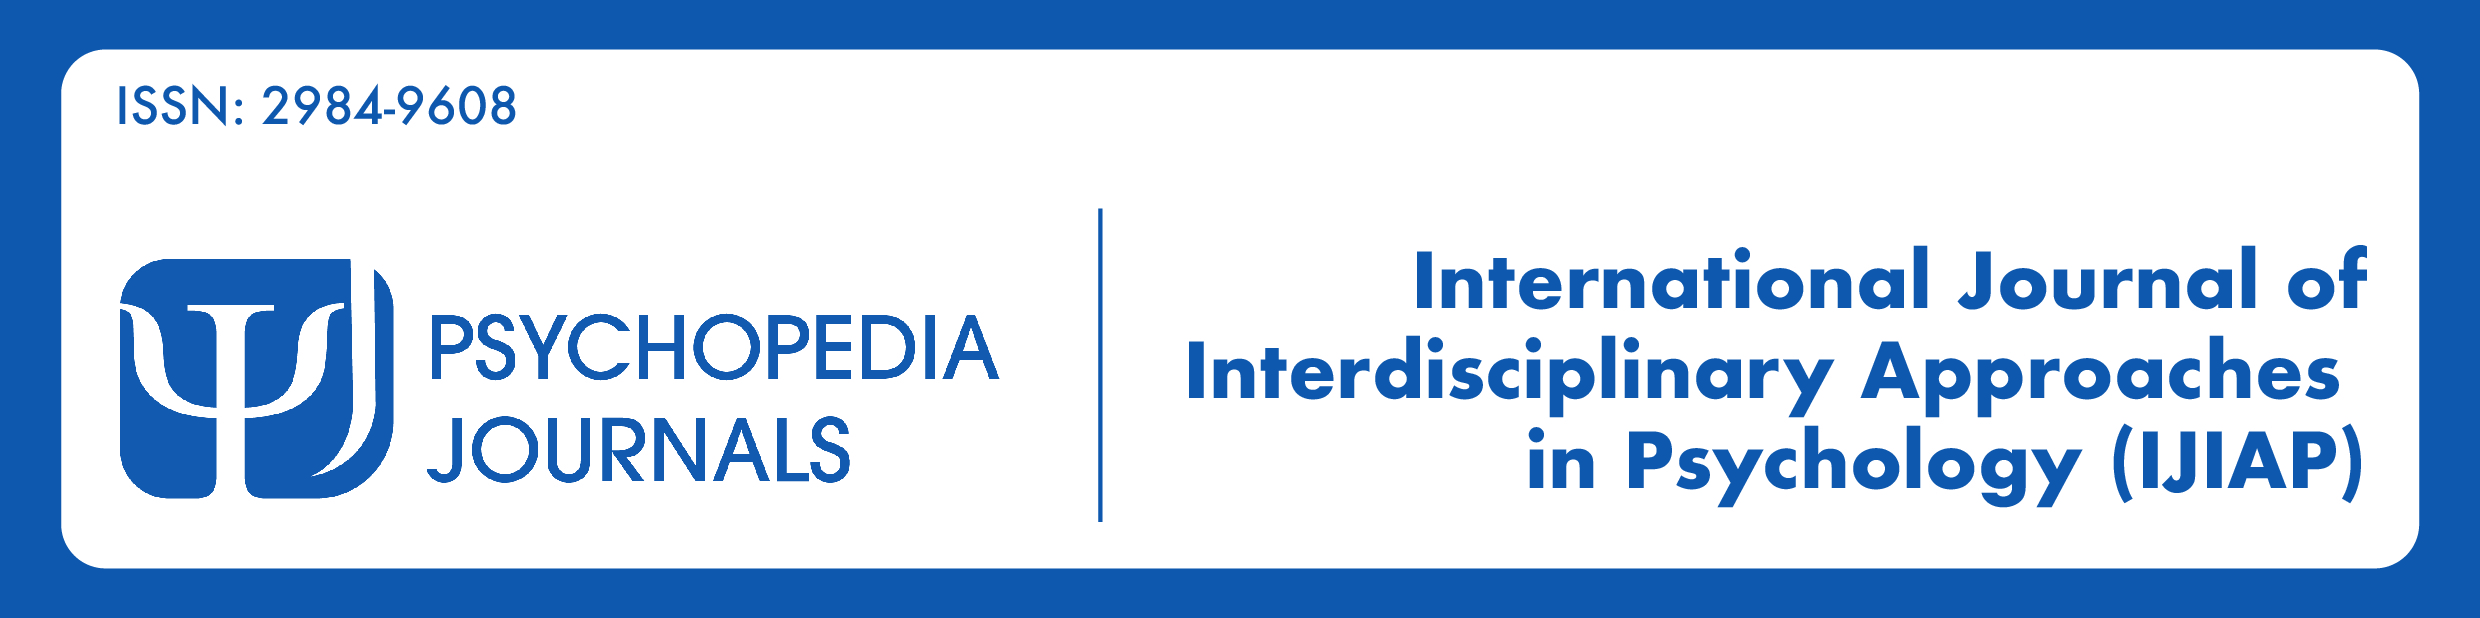 ISSN: 2984-9608
PSYCHOPEDIA
JOURNALS
International Journal of
Interdisciplinary Approaches
in Psychology (IJIAP)